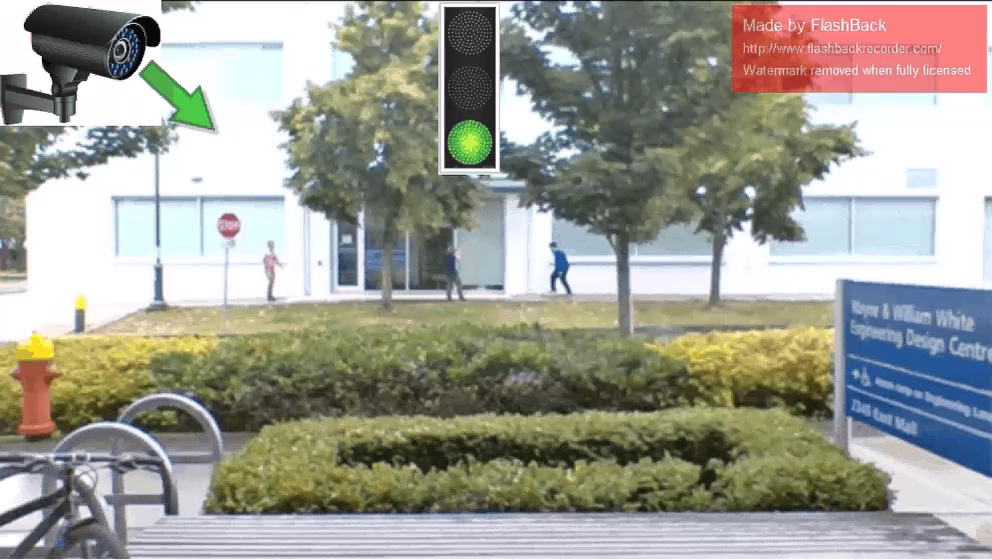 Made by FlashBack
http://www.flashbackrecorder.com/
Watermark removed when fully licensed
STOP
Wayne & William White
Engineering Design Centre
2345 East Mall